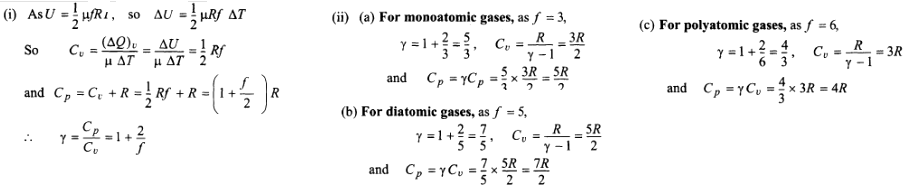 (i) As U = 1/2 μfRt, so ΔU = 1/2 μRf ΔT
So C_v = (ΔQ)_v / μ ΔT = ΔU / μ ΔT = 1/2 Rf
and C_p = C_v + R = 1/2 Rf + R = (1 + f/2) R
∴ γ = C_p / C_v = 1 + 2/f
(ii) (a) For monoatomic gases, as f = 3,
γ = 1 + 2/3 = 5/3, C_v = R / γ − 1 = 3R/2
and C_p = γC_p = 5/3 × 3R/2 = 5R/2
(b) For diatomic gases, as f = 5,
γ = 1 + 2/5 = 7/5, C_v = R / γ − 1 = 5R/2
and C_p = γ C_v = 7/5 × 5R/2 = 7R/2
(c) For polyatomic gases, as f = 6,
γ = 1 + 2/6 = 4/3, C_v = R / γ − 1 = 3R
and C_p = γ C_v = 4/3 × 3R = 4R